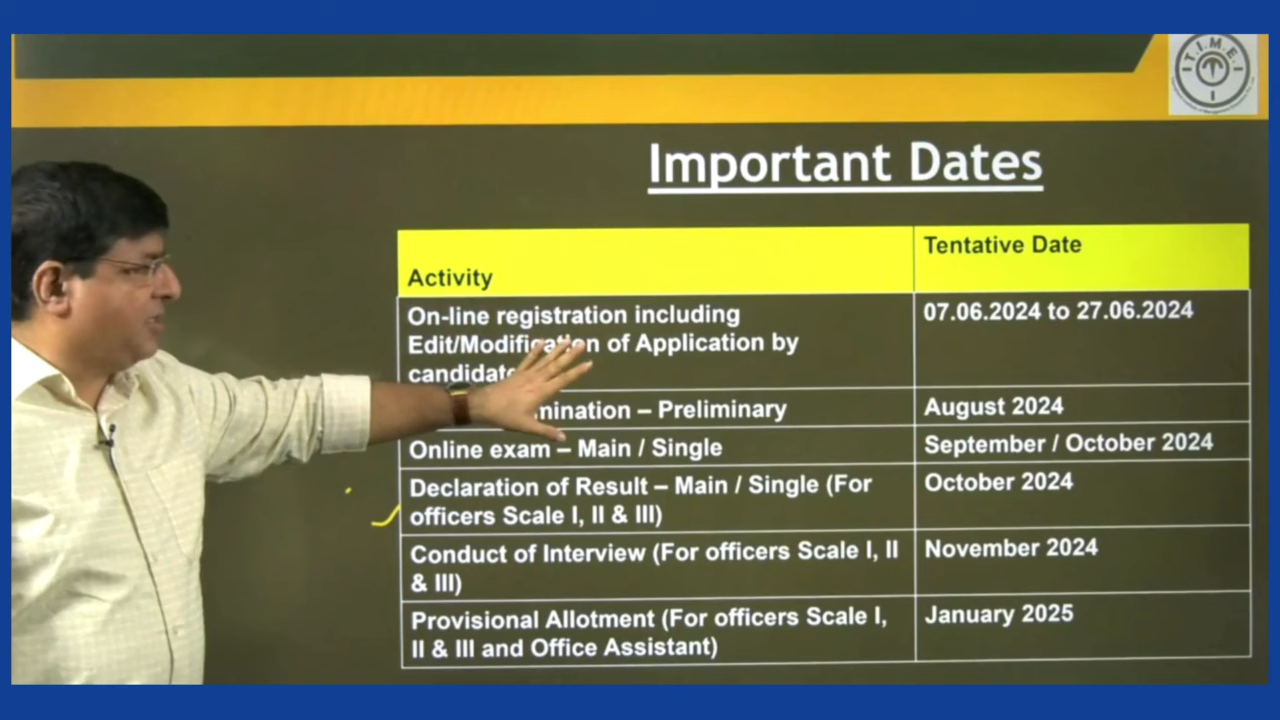 T.I.M.E.
Important Dates
Activity
Tentative Date
On-line registration including
Edit/Modification of Application by
07.06.2024 to 27.06.2024
– Preliminary
August 2024
Online exam – Main / Single
September / October 2024
Declaration of Result – Main / Single (For
officers Scale I, II & III)
October 2024
Conduct of Interview (For officers Scale I, II
& III)
November 2024
Provisional Allotment (For officers Scale I,
II & III and Office Assistant)
January 2025